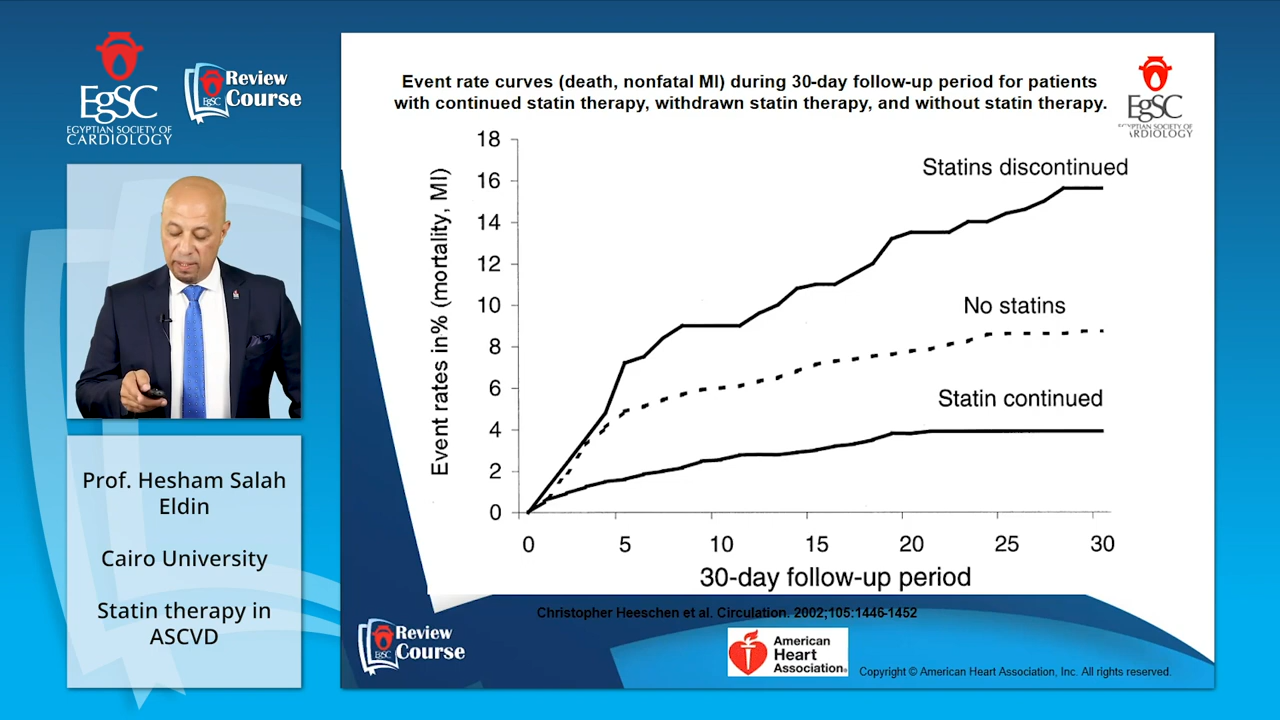 EgSC
EGYPTIAN SOCIETY OF
CARDIOLOGY
EgSC
Review
Course
Prof. Hesham Salah
Eldin
Cairo University
Statin therapy in
ASCVD
Event rate curves (death, nonfatal MI) during 30-day follow-up period for patients
with continued statin therapy, withdrawn statin therapy, and without statin therapy.
EgSC
SOCIETY OF
Event rates in% (mortality, MI)
18
16
14
12
10
8
6
4
2
0
Statins discontinued
No statins
Statin continued
0 5 10 15 20 25 30
30-day follow-up period
Christopher Heeschen et al. Circulation. 2002;105:1446-1452
EgSC
Review
Course
American
Heart
Association®
Copyright © American Heart Association, Inc. All rights reserved.